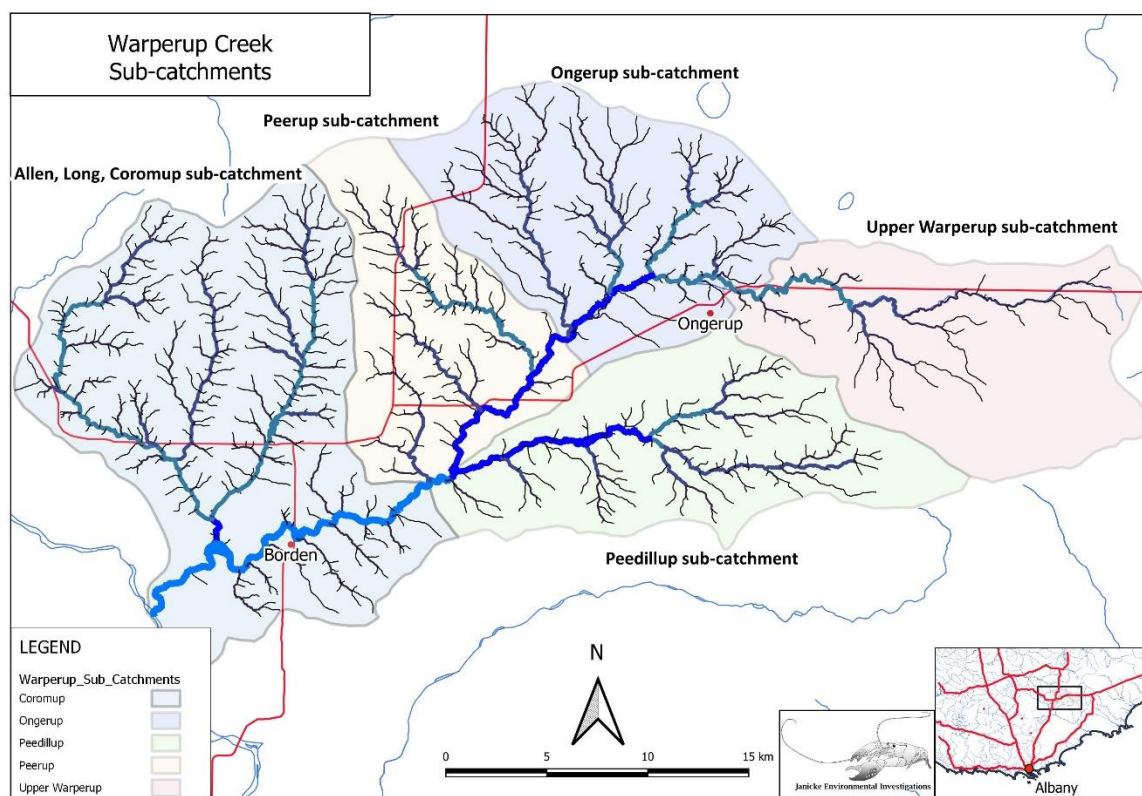 Warperup Creek
Sub-catchments
Ongerup sub-catchment
Peerup sub-catchment
Allen, Long, Coromup sub-catchment
Upper Warperup sub-catchment
Ongerup
Borden
Peedillup sub-catchment
LEGEND
Warperup_Sub_Catchments
Coromup
Ongerup
Peedillup
Peerup
Upper Warperup
N
0 5 10 15 km
Janicke Environmental Investigations
Albany